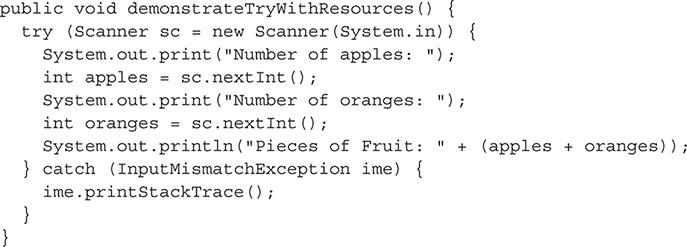 public void demonstrateTryWithResources() {
  try (Scanner sc = new Scanner(System.in)) {
    System.out.print("Number of apples: ");
    int apples = sc.nextInt();
    System.out.print("Number of oranges: ");
    int oranges = sc.nextInt();
    System.out.println("Pieces of Fruit: " + (apples + oranges));
  } catch (InputMismatchException ime) {
    ime.printStackTrace();
  }
}